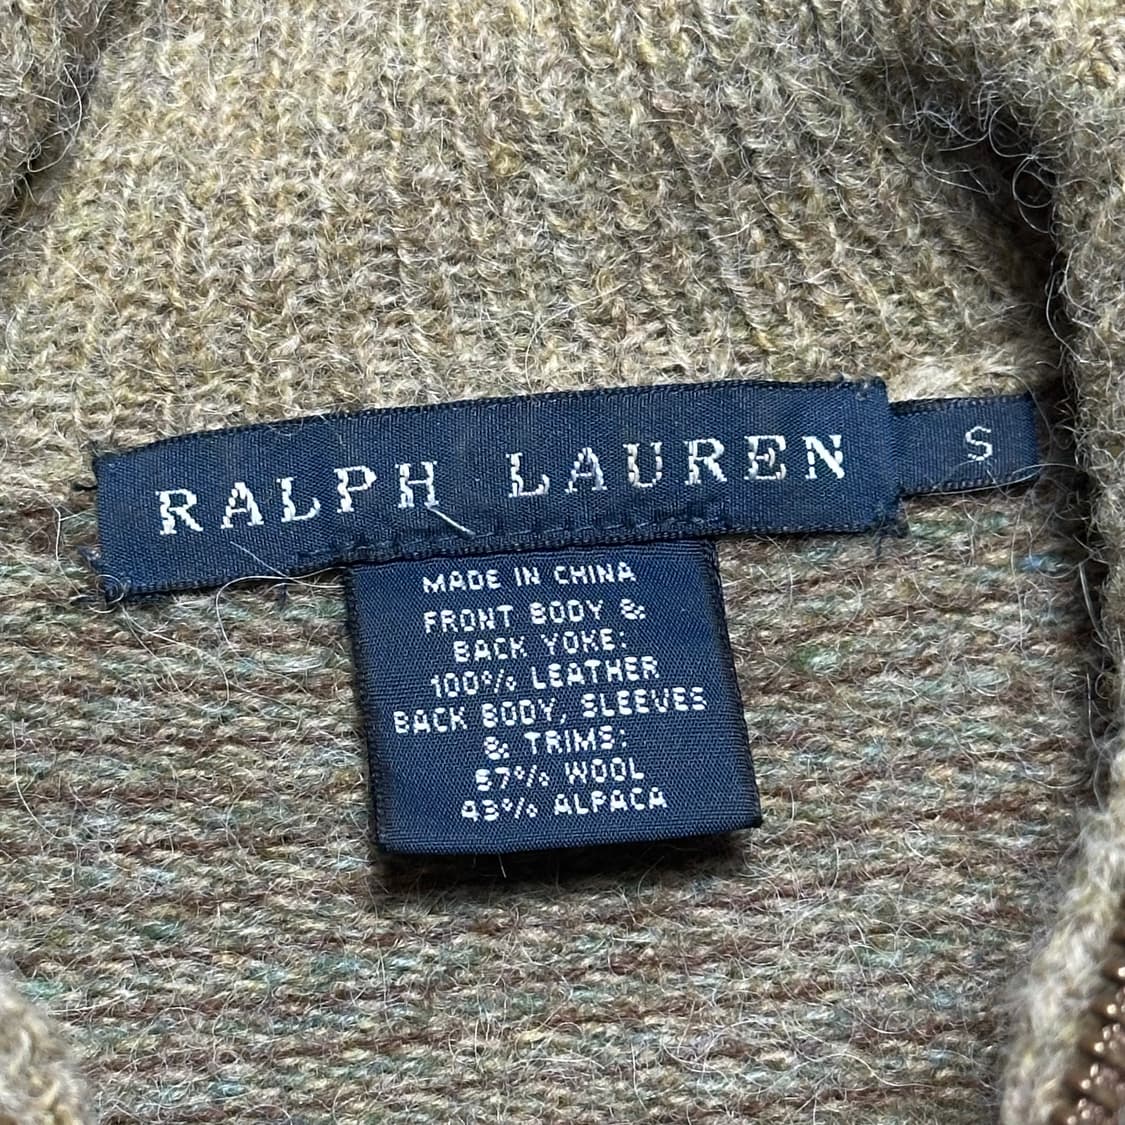 RALPH LAUREN
S
MADE IN CHINA
FRONT BODY &
BACK YOKE:
100% LEATHER
BACK BODY, SLEEVES
& TRIMS:
57% WOOL
43% ALPACA